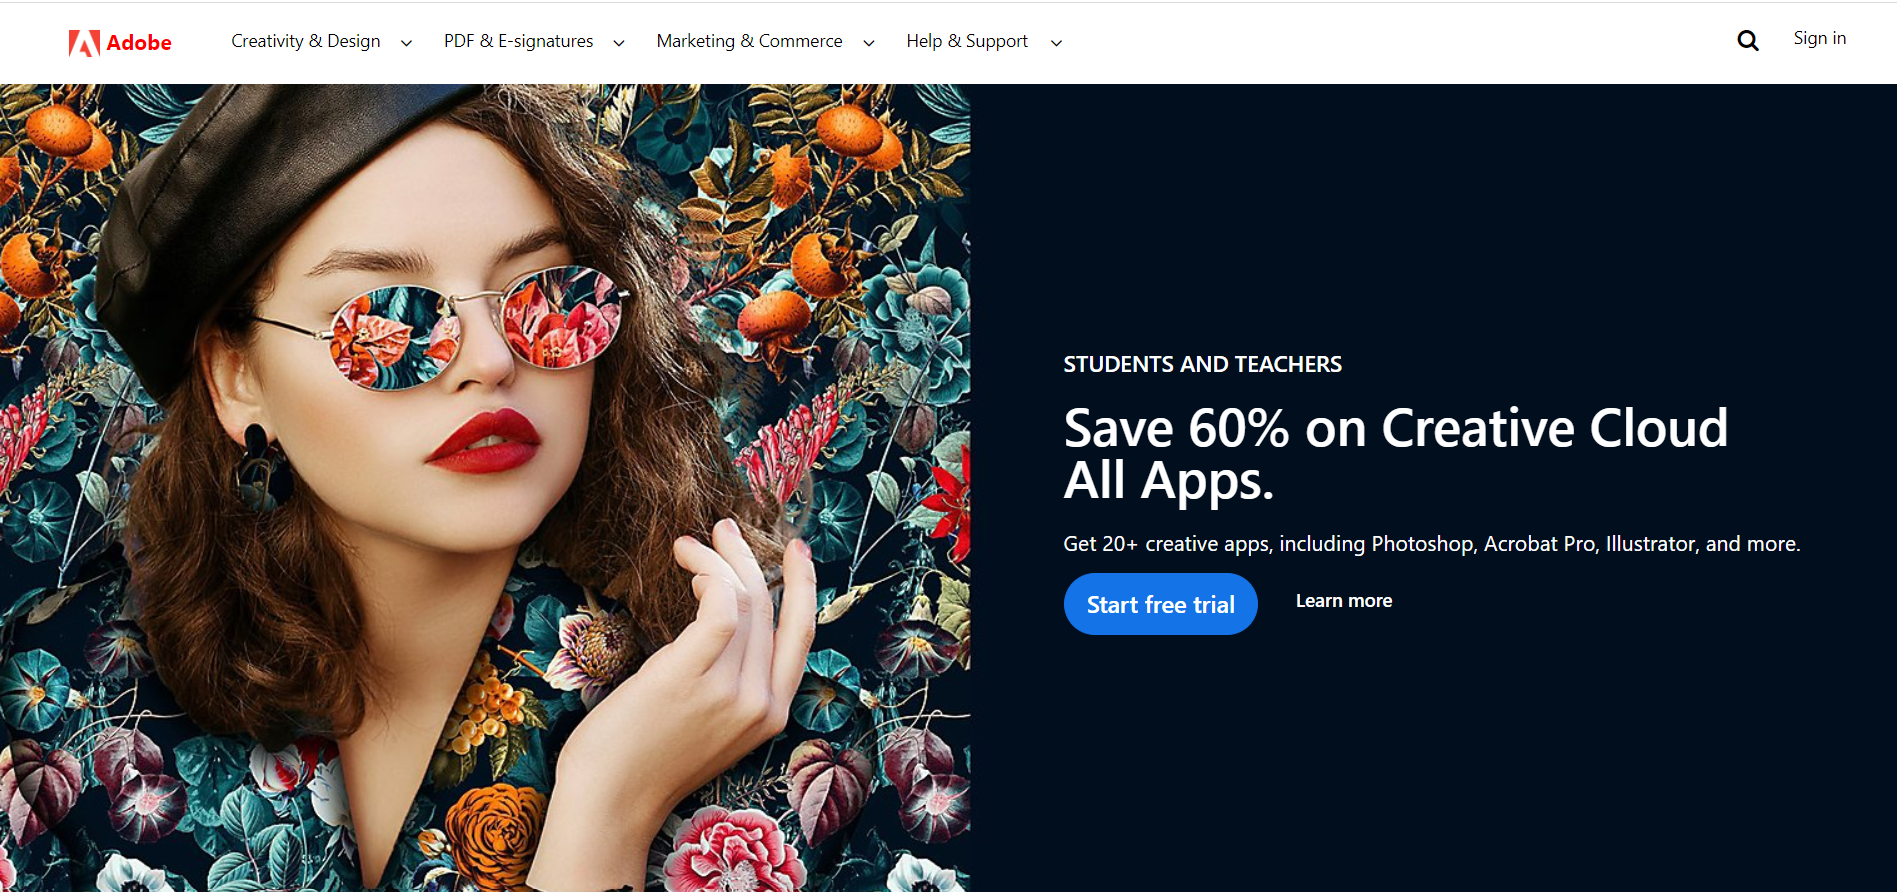 Adobe
Creativity & Design
PDF & E-signatures
Marketing & Commerce
Help & Support
Sign in
STUDENTS AND TEACHERS
Save 60% on Creative Cloud
All Apps.
Get 20+ creative apps, including Photoshop, Acrobat Pro, Illustrator, and more.
Start free trial
Learn more